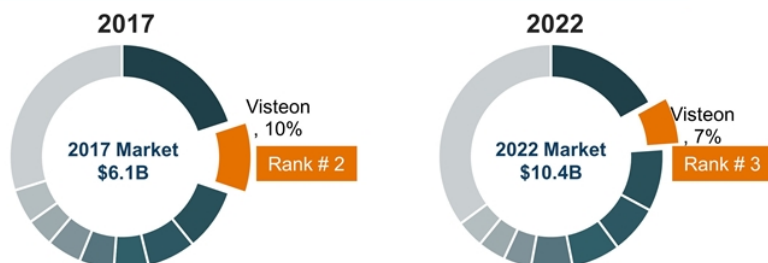 2017
Visteon
, 10%
2017 Market
$6.1B
Rank # 2
2022
Visteon
, 7%
2022 Market
$10.4B
Rank # 3